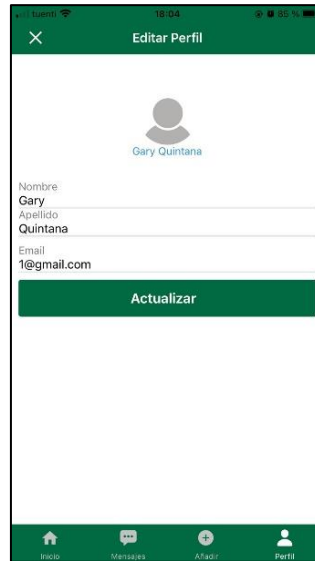 tuenti 18:04 85 %
Editar Perfil
Gary Quintana
Nombre
Gary
Apellido
Quintana
Email
1@gmail.com
Actualizar
Inicio Mensajes Añadir Perfil